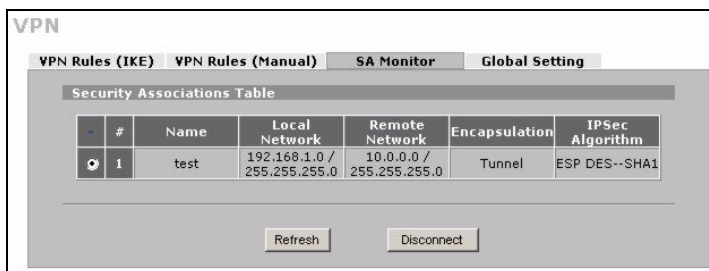 VPN
VPN Rules (IKE) VPN Rules (Manual) SA Monitor Global Setting
Security Associations Table
- # Name Local Network Remote Network Encapsulation IPSec Algorithm
1 test 192.168.1.0 / 255.255.255.0 10.0.0.0 / 255.255.255.0 Tunnel ESP DES--SHA1
Refresh Disconnect